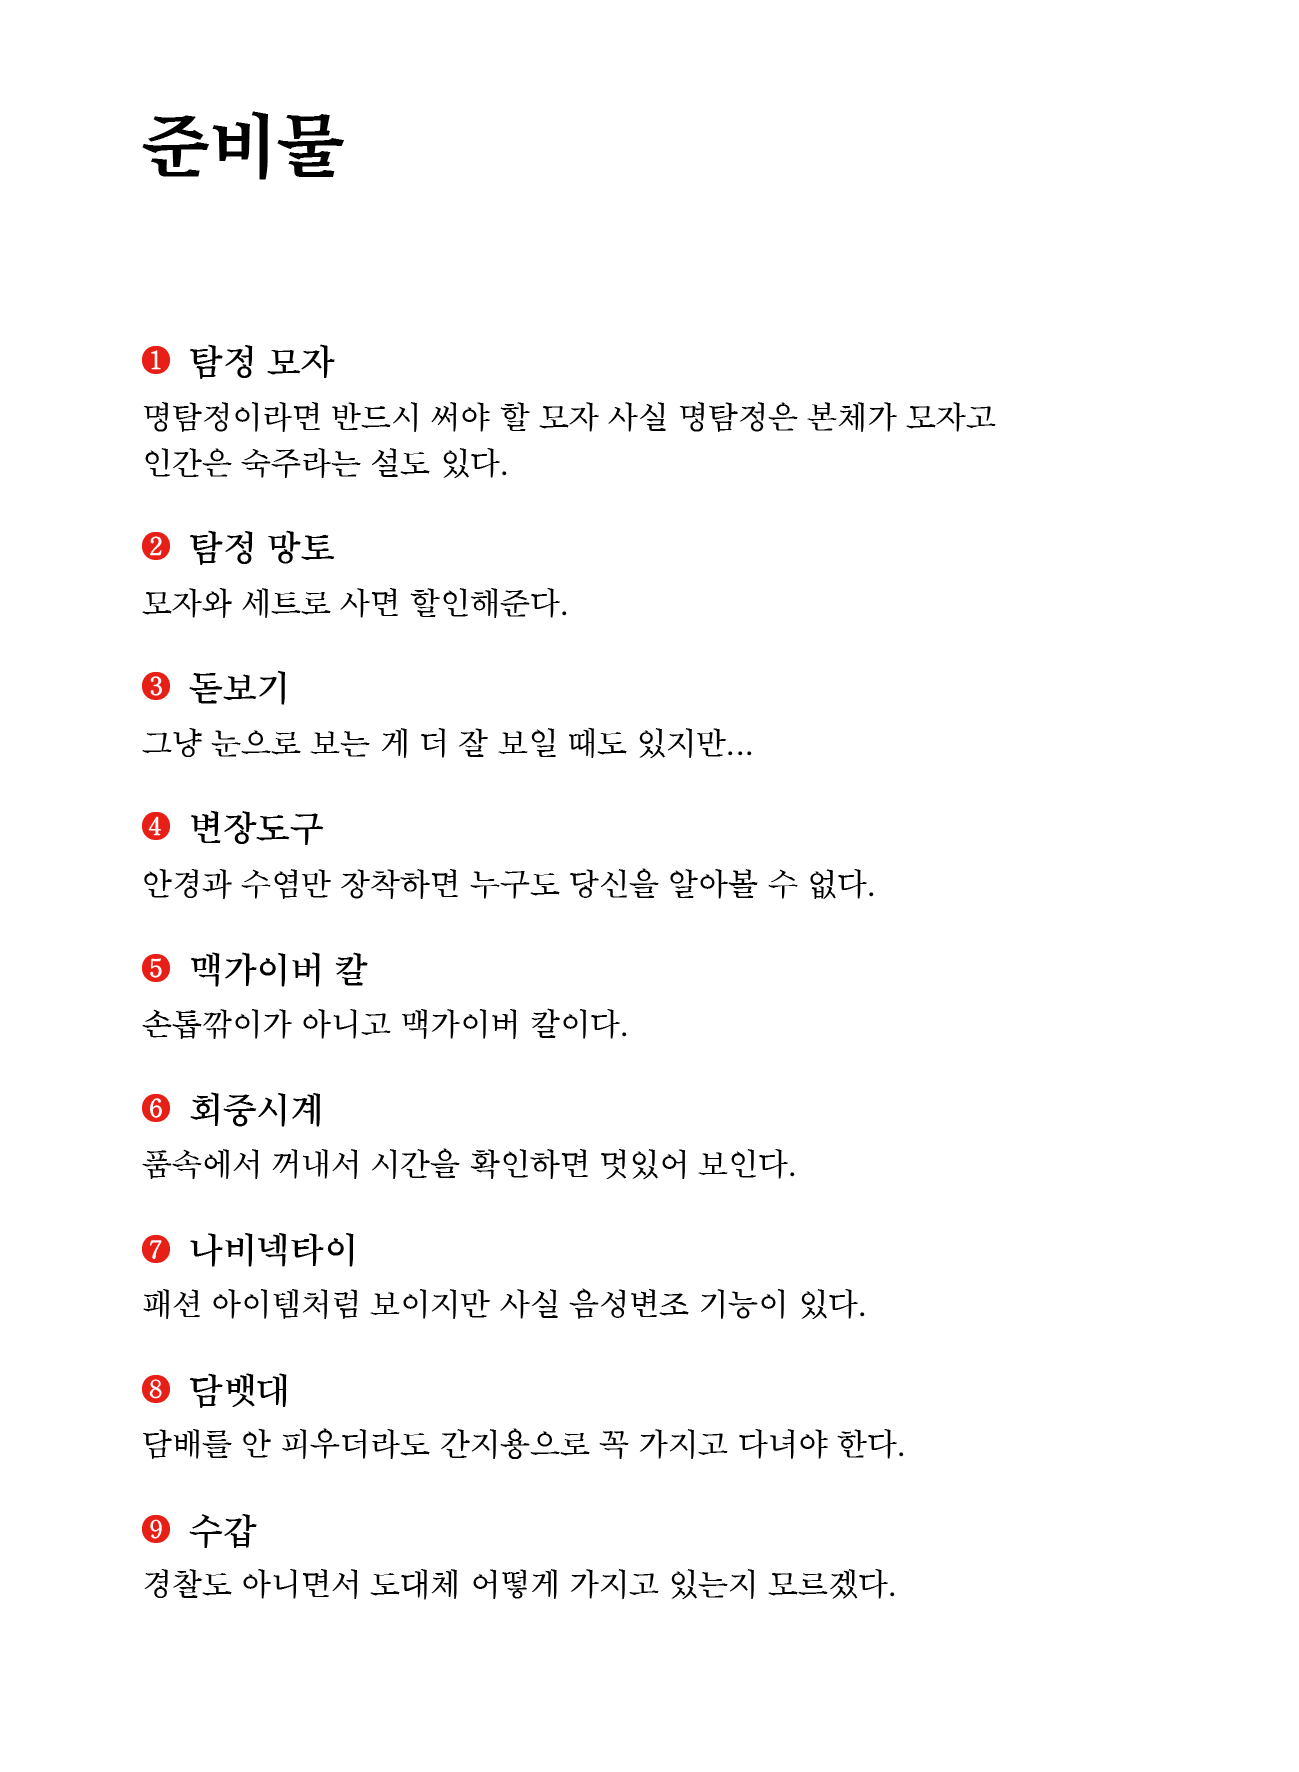 준비물
❶ 탐정 모자
명탐정이라면 반드시 써야 할 모자 사실 명탐정은 본체가 모자고
인간은 숙주라는 설도 있다.
❷ 탐정 망토
모자와 세트로 사면 할인해준다.
❸ 돋보기
그냥 눈으로 보는 게 더 잘 보일 때도 있지만...
❹ 변장도구
안경과 수염만 장착하면 누구도 당신을 알아볼 수 없다.
❺ 맥가이버 칼
손톱깎이가 아니고 맥가이버 칼이다.
❻ 회중시계
품속에서 꺼내서 시간을 확인하면 멋있어 보인다.
❼ 나비넥타이
패션 아이템처럼 보이지만 사실 음성변조 기능이 있다.
❽ 담뱃대
담배를 안 피우더라도 간지용으로 꼭 가지고 다녀야 한다.
❾ 수갑
경찰도 아니면서 도대체 어떻게 가지고 있는지 모르겠다.